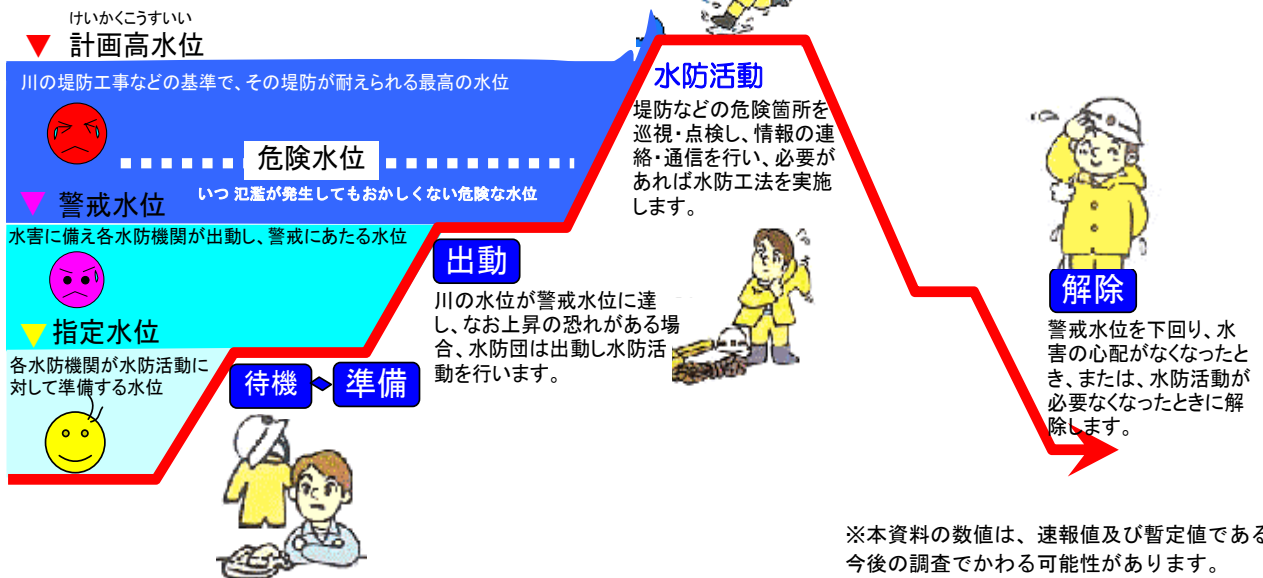 けいかくこうすいい
▼ 計画高水位
川の堤防工事などの基準で、その堤防が耐えられる最高の水位
危険水位
いつ 氾濫が発生してもおかしくない危険な水位
▼ 警戒水位
水害に備え各水防機関が出動し、警戒にあたる水位
▼指定水位
各水防機関が水防活動に
対して準備する水位
待機
準備
出動
川の水位が警戒水位に達
し、なお上昇の恐れがある場
合、水防団は出動し水防活
動を行います。
水防活動
堤防などの危険箇所を
巡視・点検し、情報の連
絡・通信を行い、必要が
あれば水防工法を実施
します。
解除
警戒水位を下回り、水
害の心配がなくなったと
き、または、水防活動が
必要なくなったときに解
除します。
※本資料の数値は、速報値及び暫定値である
今後の調査でかわる可能性があります。